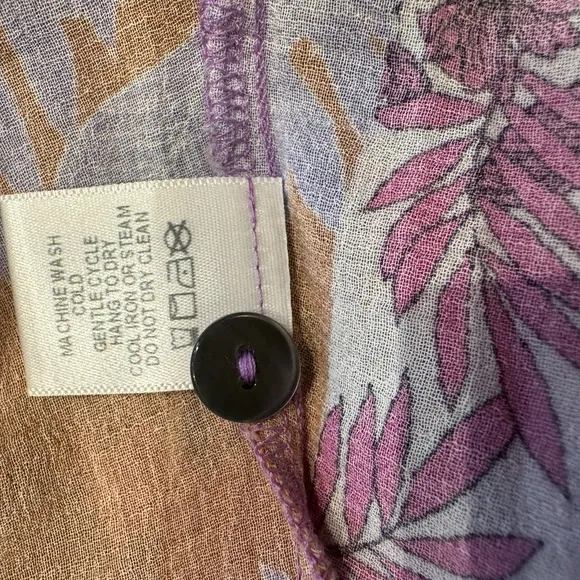 MACHINE WASH
COLD
GENTLE CYCLE
HANG TO DRY
COOL IRON OR STEAM
DO NOT DRY CLEAN